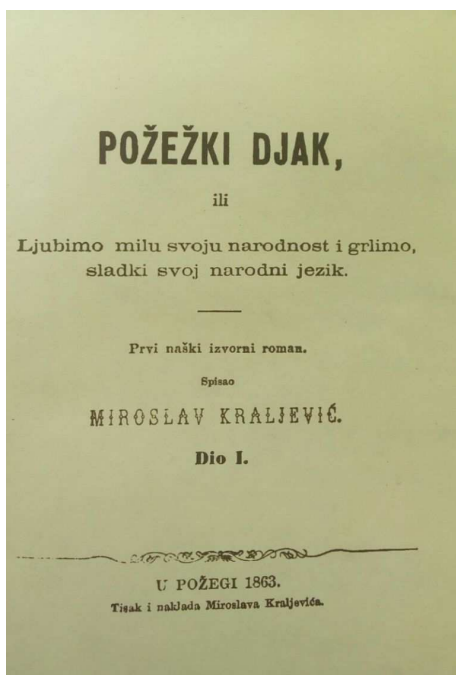 POŽEŽKI DJAK,
ili
Ljubimo milu svoju narodnost i grlimo,
sladki svoj narodni jezik.
Prvi naški izvorni roman.
Spisao
MIROSLAV KRALJEVIĆ.
Dio I.
U POŽEGI 1863.
Tisak i naklada Miroslava Kraljevića.